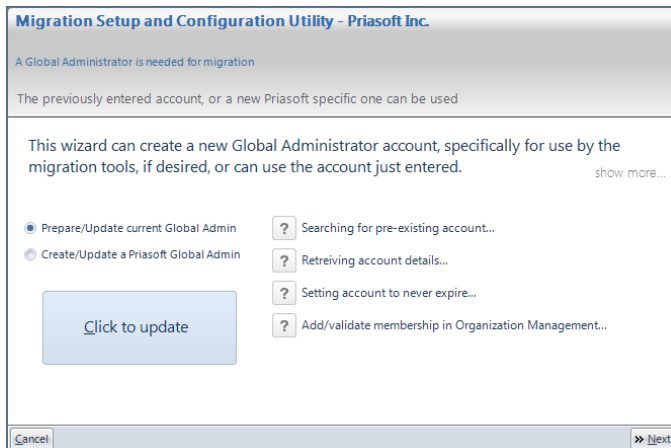 Migration Setup and Configuration Utility - Priasoft Inc.
A Global Administrator is needed for migration
The previously entered account, or a new Priasoft specific one can be used
This wizard can create a new Global Administrator account, specifically for use by the
migration tools, if desired, or can use the account just entered.
show more...
Prepare/Update current Global Admin
Create/Update a Priasoft Global Admin
Click to update
? Searching for pre-existing account...
? Retreiving account details...
? Setting account to never expire...
? Add/validate membership in Organization Management...
Cancel
>> Next